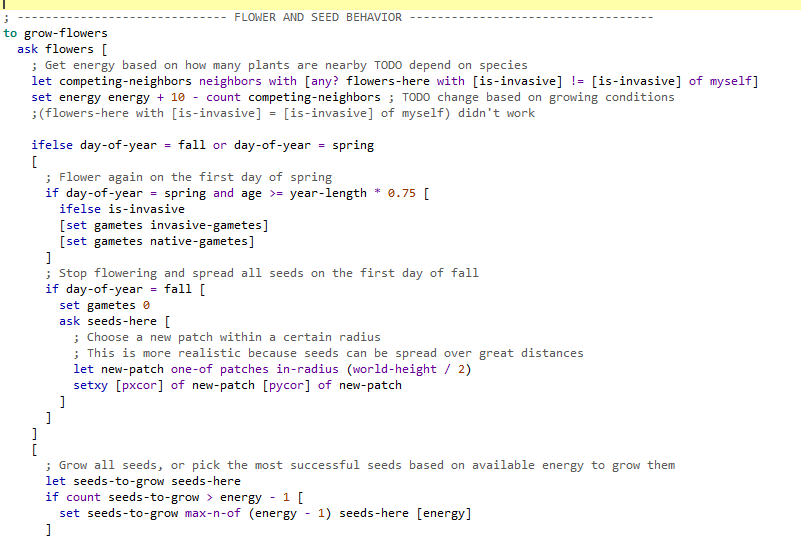 ; ------------------------------ FLOWER AND SEED BEHAVIOR -----------------------------------
to grow-flowers
  ask flowers [
    ; Get energy based on how many plants are nearby TODO depend on species
    let competing-neighbors neighbors with [any? flowers-here with [is-invasive] != [is-invasive] of myself]
    set energy energy + 10 - count competing-neighbors ; TODO change based on growing conditions
    ;(flowers-here with [is-invasive] = [is-invasive] of myself) didn't work

    ifelse day-of-year = fall or day-of-year = spring
    [
      ; Flower again on the first day of spring
      if day-of-year = spring and age >= year-length * 0.75 [
        ifelse is-invasive
        [set gametes invasive-gametes]
        [set gametes native-gametes]
      ]
      ; Stop flowering and spread all seeds on the first day of fall
      if day-of-year = fall [
        set gametes 0
        ask seeds-here [
          ; Choose a new patch within a certain radius
          ; This is more realistic because seeds can be spread over great distances
          let new-patch one-of patches in-radius (world-height / 2)
          setxy [pxcor] of new-patch [pycor] of new-patch
        ]
      ]
    ]
    [
      ; Grow all seeds, or pick the most successful seeds based on available energy to grow them
      let seeds-to-grow seeds-here
      if count seeds-to-grow > energy - 1 [
        set seeds-to-grow max-n-of (energy - 1) seeds-here [energy]
      ]